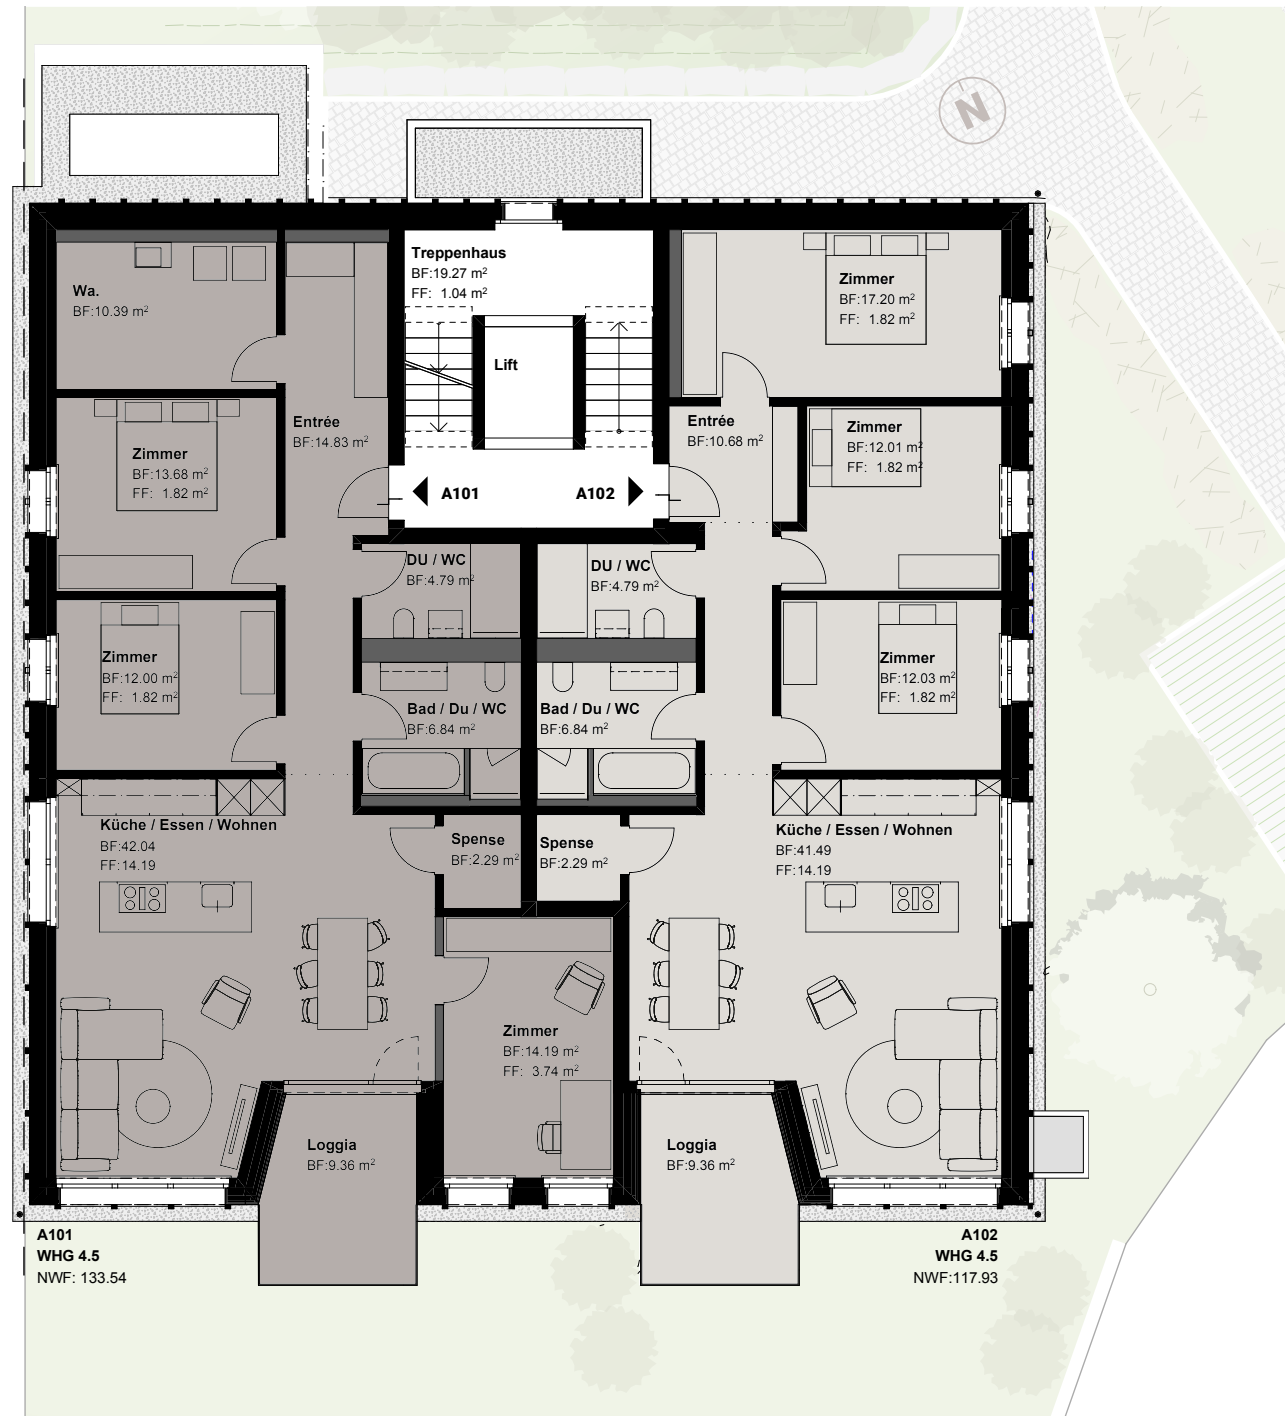 N
Treppenhaus
BF:19.27 m²
FF: 1.04 m²
Lift
Wa.
BF:10.39 m²
Entrée
BF:14.83 m²
Zimmer
BF:13.68 m²
FF: 1.82 m²
Zimmer
BF:17.20 m²
FF: 1.82 m²
Entrée
BF:10.68 m²
Zimmer
BF:12.01 m²
FF: 1.82 m²
A101
A102
DU / WC
BF:4.79 m²
DU / WC
BF:4.79 m²
Zimmer
BF:12.00 m²
FF: 1.82 m²
Zimmer
BF:12.03 m²
FF: 1.82 m²
Bad / Du / WC
BF:6.84 m²
Bad / Du / WC
BF:6.84 m²
Küche / Essen / Wohnen
BF:42.04
FF:14.19
Spense
BF:2.29 m²
Spense
BF:2.29 m²
Küche / Essen / Wohnen
BF:41.49
FF:14.19
Zimmer
BF:14.19 m²
FF: 3.74 m²
Loggia
BF:9.36 m²
Loggia
BF:9.36 m²
A101
WHG 4.5
NWF: 133.54
A102
WHG 4.5
NWF:117.93